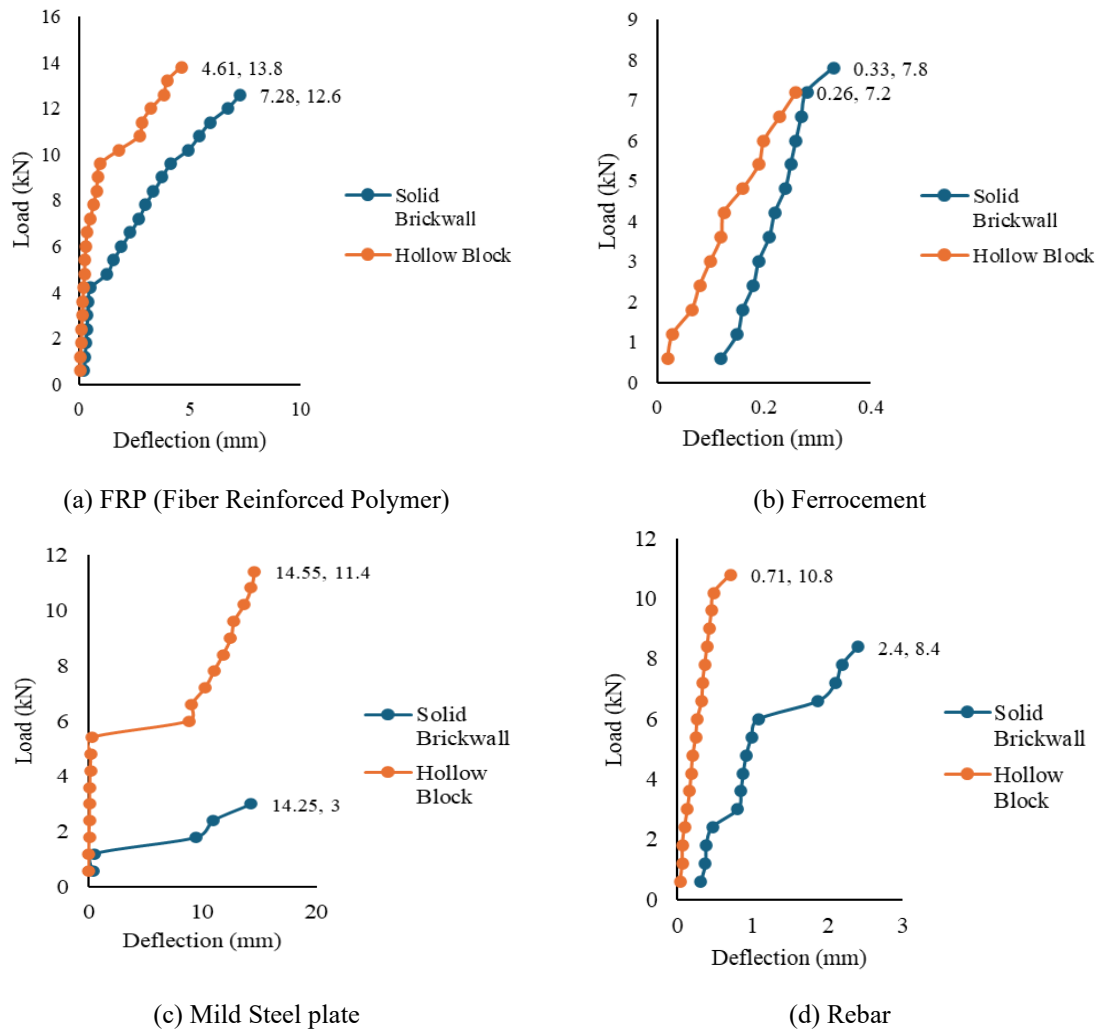 16
14
12
10
8
6
4
2
0
Load (kN)
4.61, 13.8
7.28, 12.6
Solid
Brickwall
Hollow Block
0 5 10
Deflection (mm)
(a) FRP (Fiber Reinforced Polymer)
9
8
7
6
5
4
3
2
1
0
Load (kN)
0.33, 7.8
0.26, 7.2
Solid
Brickwall
Hollow Block
0 0.2 0.4
Deflection (mm)
(b) Ferrocement
12
10
8
6
4
2
0
Load (kN)
14.55, 11.4
14.25, 3
Solid
Brickwall
Hollow
Block
0 10 20
Deflection (mm)
(c) Mild Steel plate
12
10
8
6
4
2
0
Load (kN)
0.71, 10.8
2.4, 8.4
Solid
Brickwall
Hollow
Block
0 1 2 3
Deflection (mm)
(d) Rebar